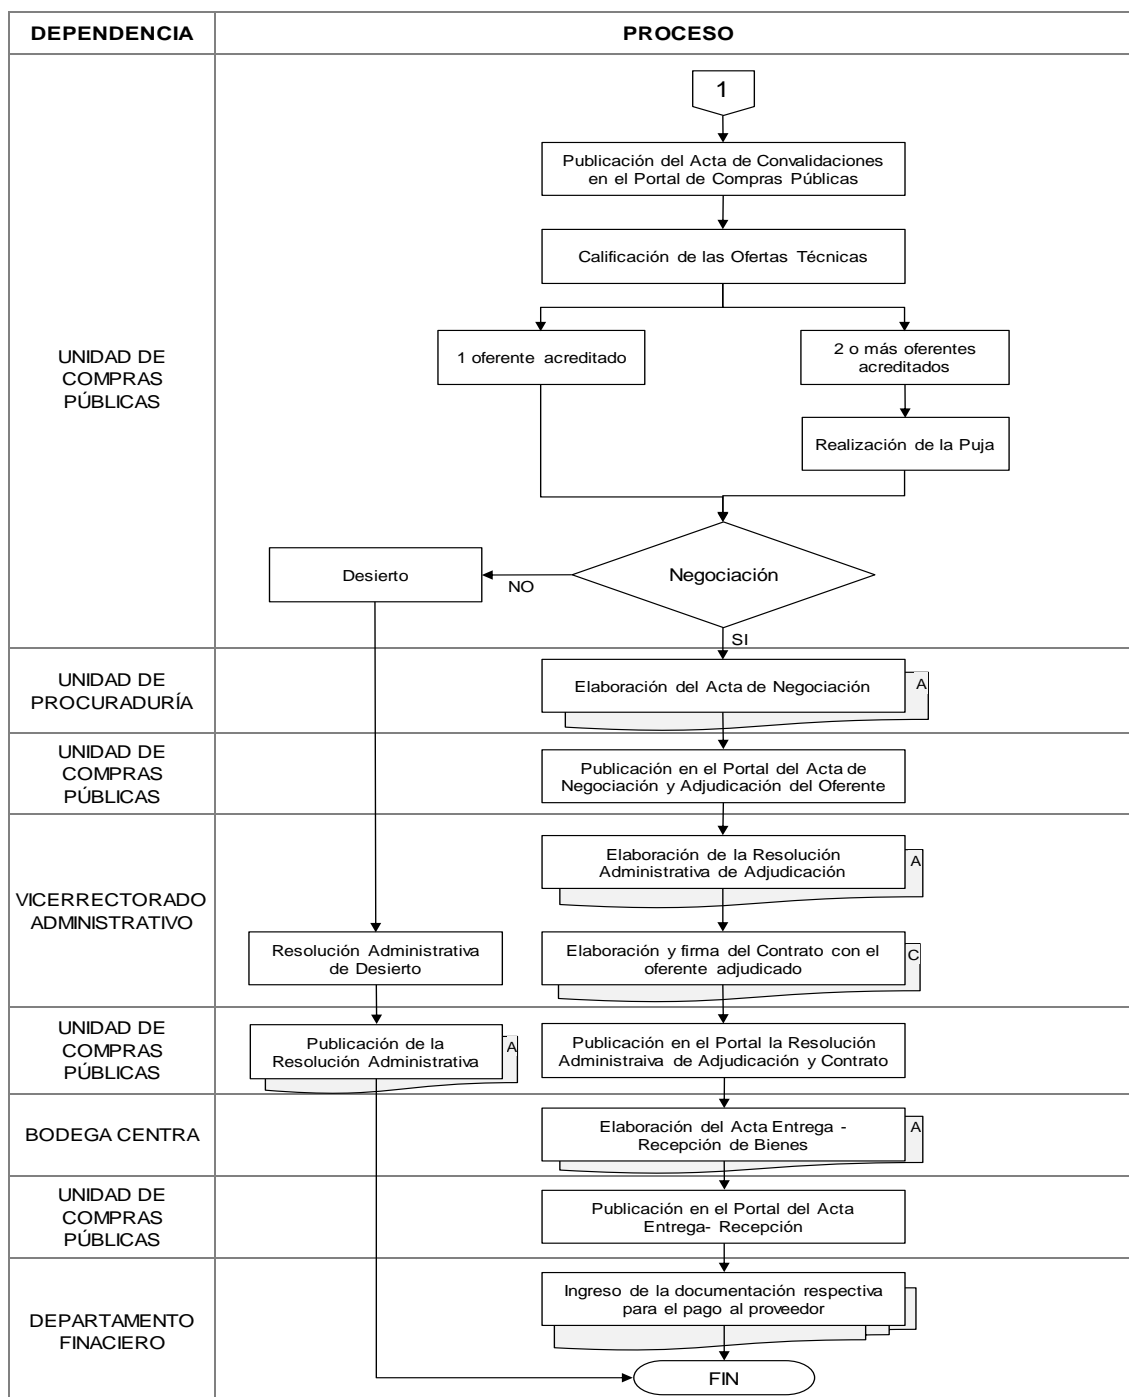 DEPENDENCIA
PROCESO
1
Publicación del Acta de Convalidaciones
en el Portal de Compras Públicas
Calificación de las Ofertas Técnicas
UNIDAD DE
COMPRAS
PÚBLICAS
1 oferente acreditado
2 o más oferentes
acreditados
Realización de la Puja
Negociación
NO
Desierto
SI
UNIDAD DE
PROCURADURÍA
Elaboración del Acta de Negociación
A
UNIDAD DE
COMPRAS
PÚBLICAS
Publicación en el Portal del Acta de
Negociación y Adjudicación del Oferente
VICERRECTORADO
ADMINISTRATIVO
Elaboración de la Resolución
Administrativa de Adjudicación
A
Resolución Administrativa
de Desierto
Elaboración y firma del Contrato con el
oferente adjudicado
C
UNIDAD DE
COMPRAS
PÚBLICAS
Publicación de la
Resolución Administrativa
A
Publicación en el Portal la Resolución
Administraiva de Adjudicación y Contrato
BODEGA CENTRA
Elaboración del Acta Entrega -
Recepción de Bienes
A
UNIDAD DE
COMPRAS
PÚBLICAS
Publicación en el Portal del Acta
Entrega- Recepción
DEPARTAMENTO
FINACIERO
Ingreso de la documentación respectiva
para el pago al proveedor
FIN